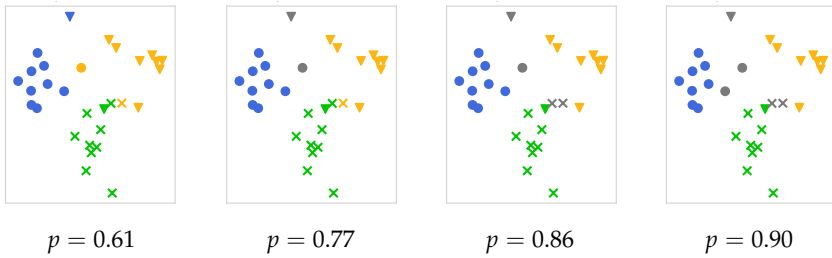 p = 0.61
p = 0.77
p = 0.86
p = 0.90